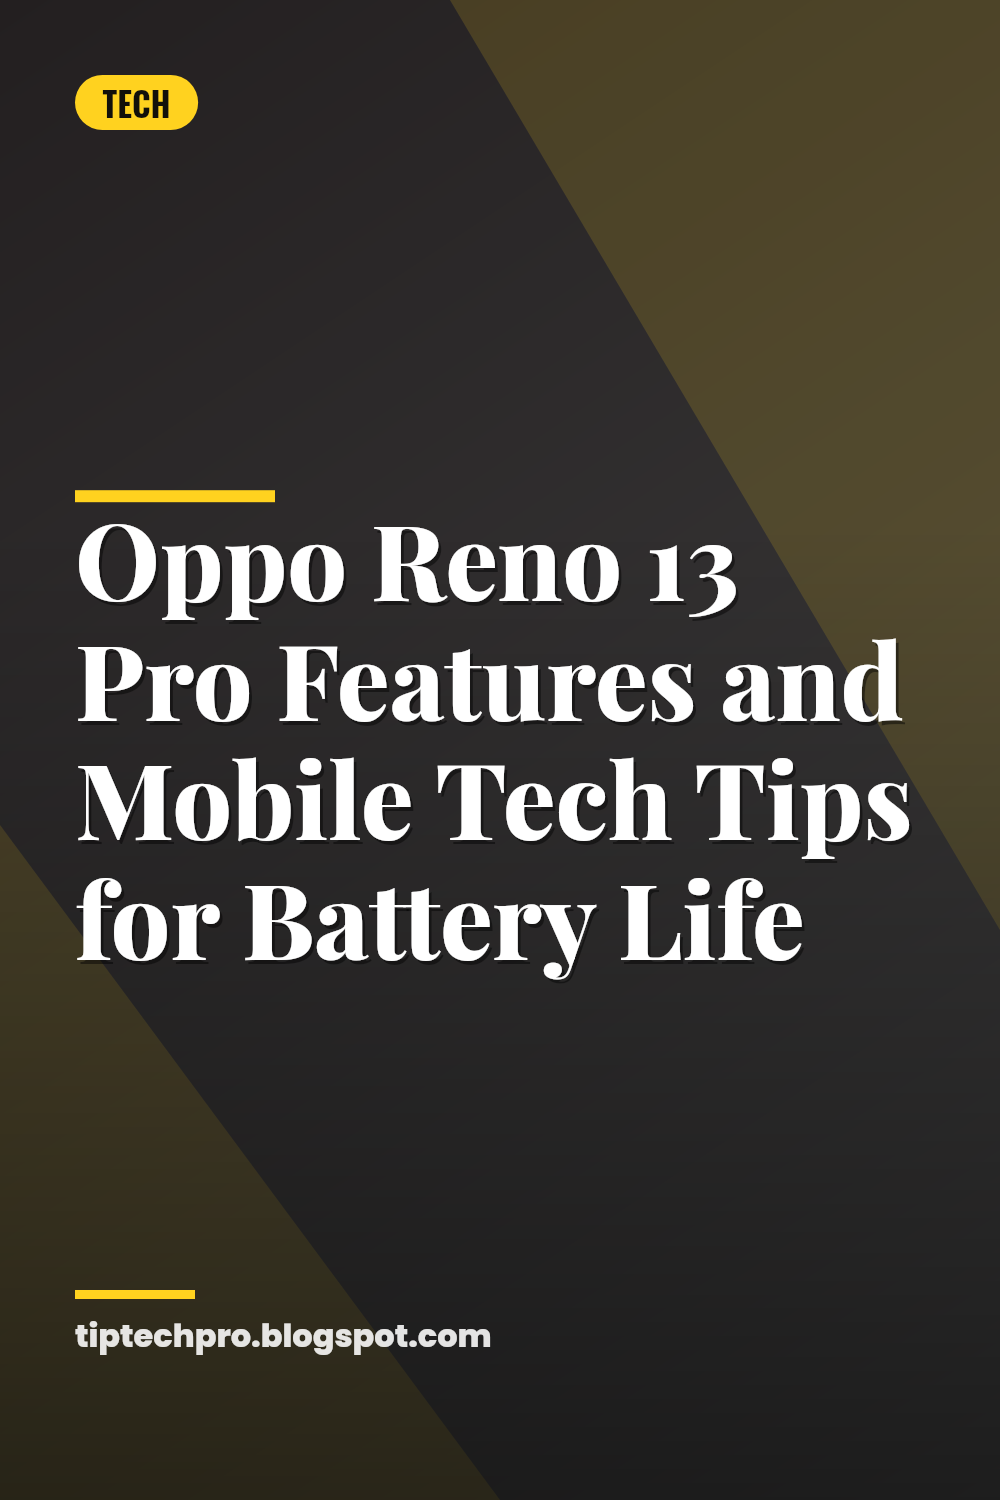 TECH
Oppo Reno 13
Pro Features and
Mobile Tech Tips
for Battery Life
tiptechpro.blogspot.com